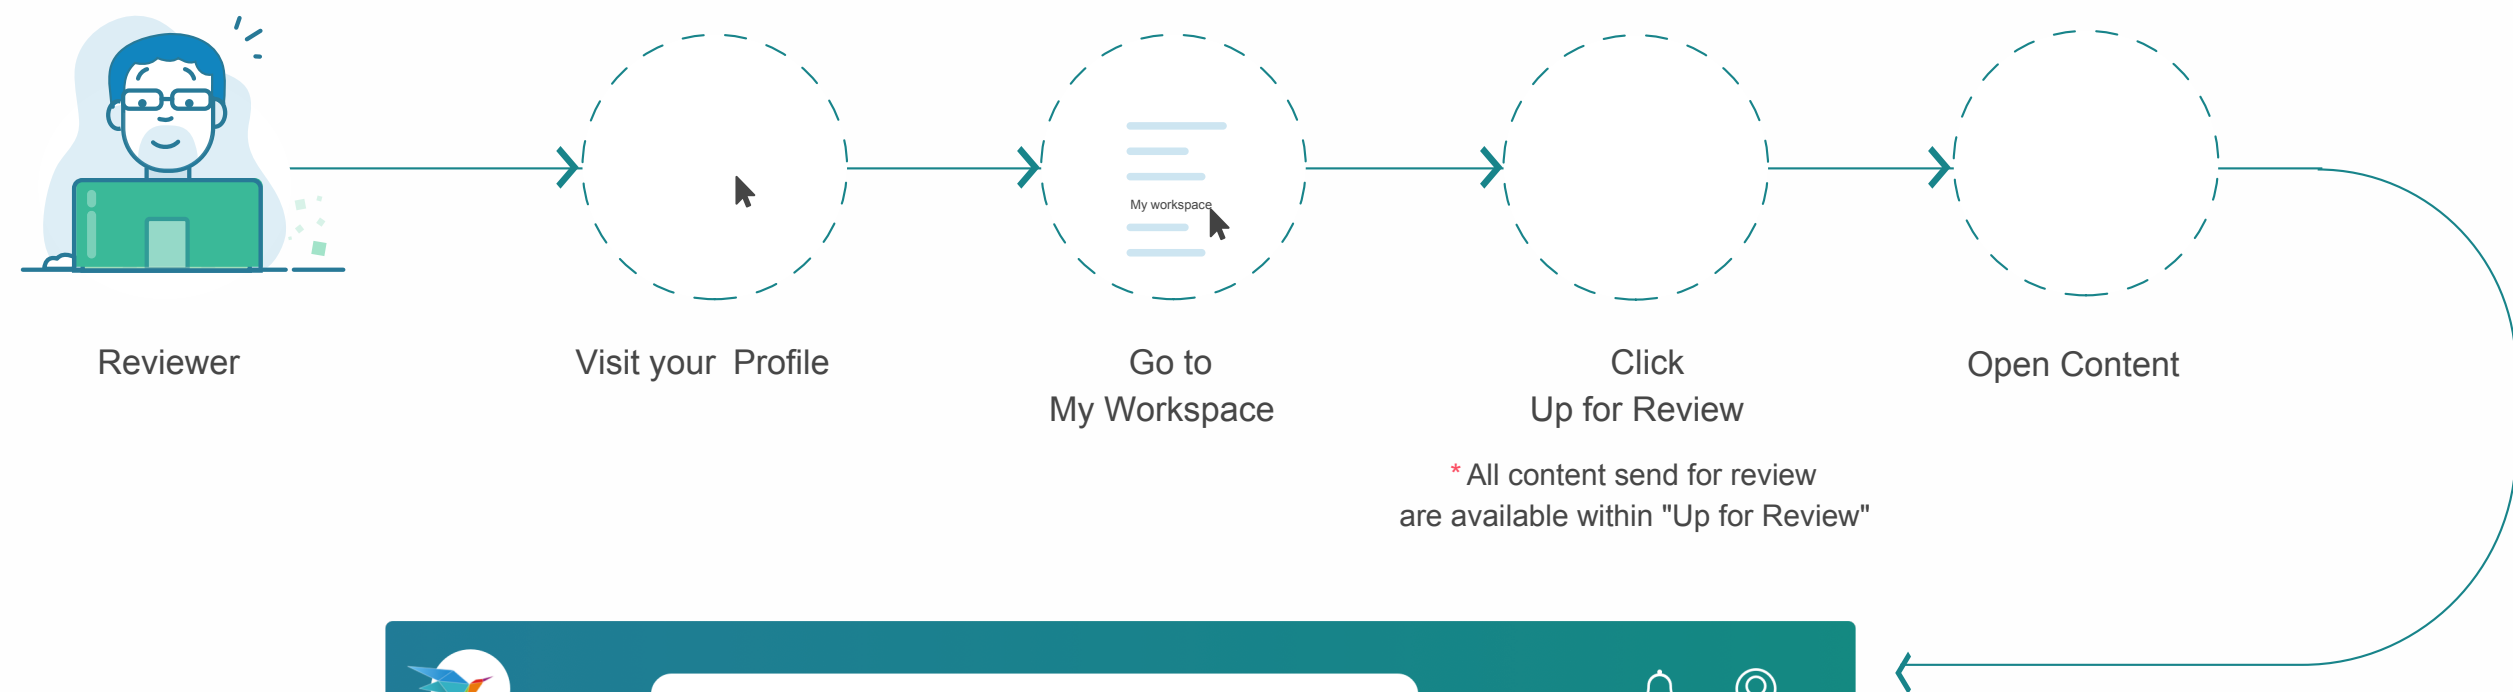 My workspace
Reviewer
Visit your Profile
Go to
My Workspace
Click
Up for Review
* All content send for review
are available within "Up for Review"
Open Content